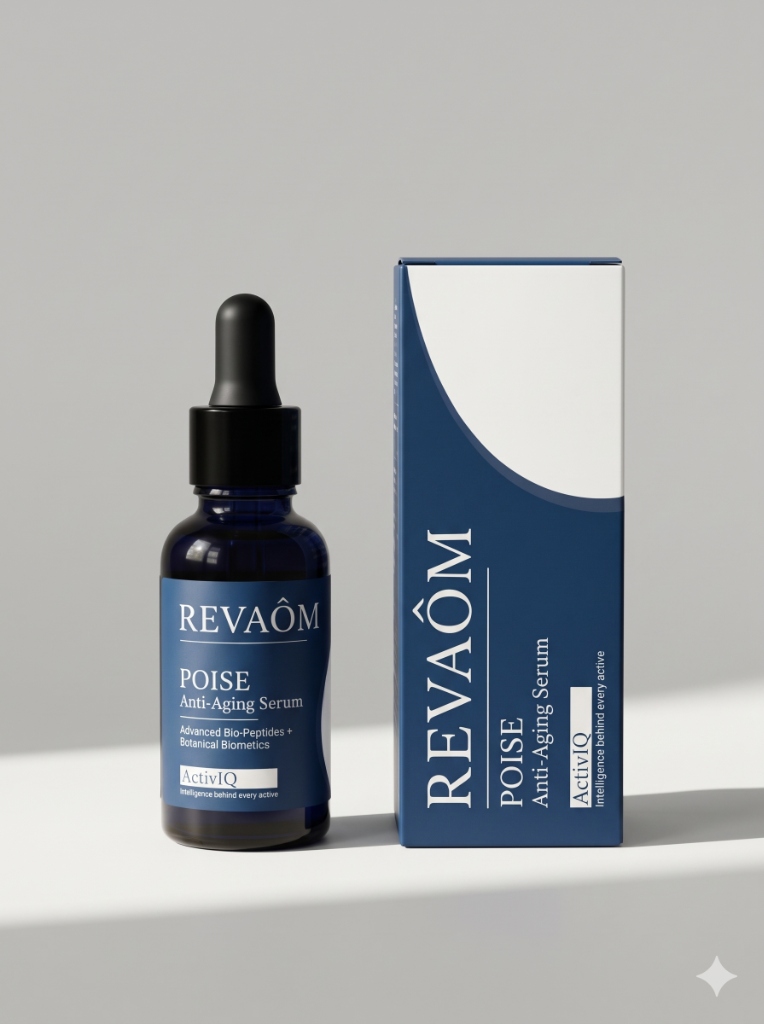 REVAÔM
POISE
Anti-Aging Serum
Advanced Bio-Peptides +
Botanical Biometics
ActivIQ
Intelligence behind every active
REVAÔM
POISE
Anti-Aging Serum
ActivIQ
Intelligence behind every active